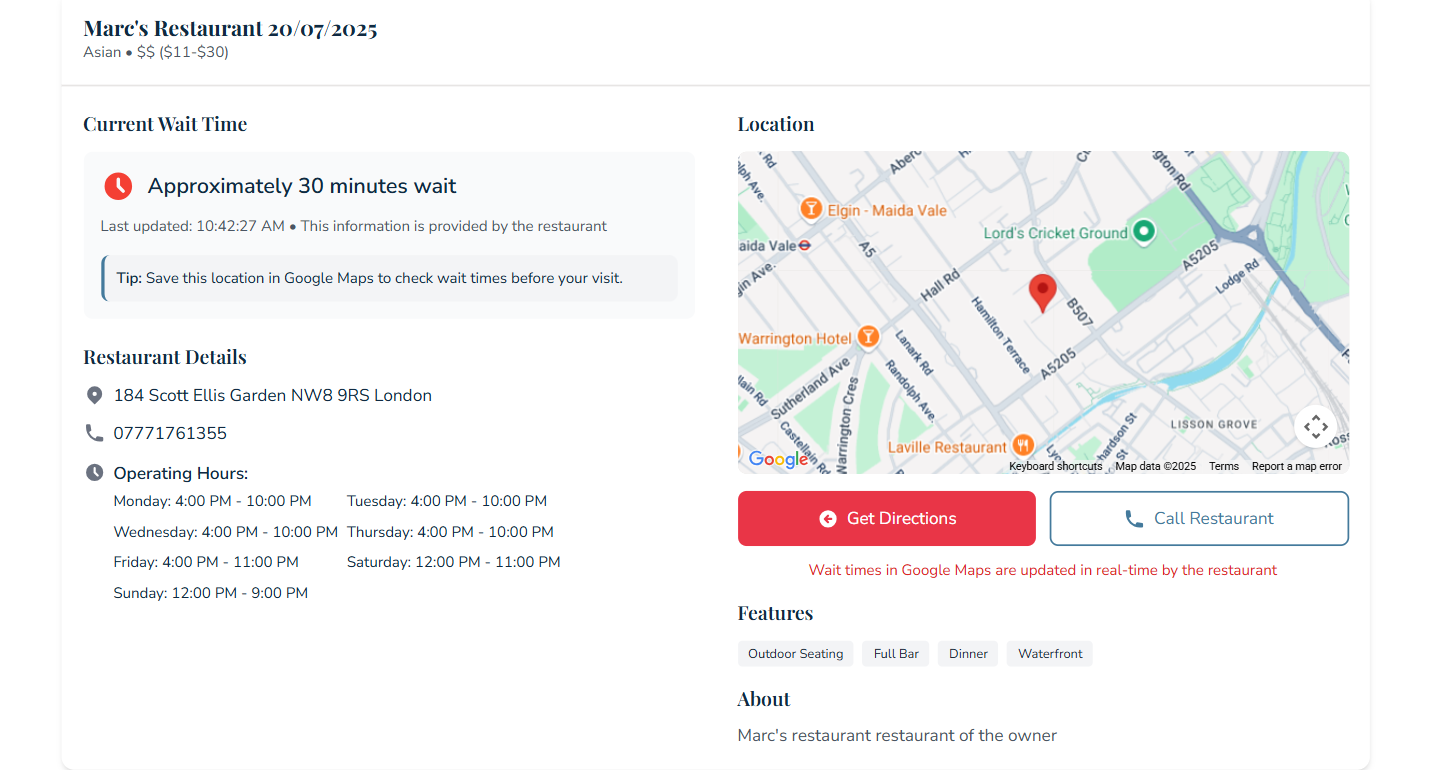 Marc's Restaurant 20/07/2025
Asian • $$ ($11-$30)
Current Wait Time
Approximately 30 minutes wait
Last updated: 10:42:27 AM • This information is provided by the restaurant
Tip: Save this location in Google Maps to check wait times before your visit.
Restaurant Details
184 Scott Ellis Garden NW8 9RS London
07771761355
Operating Hours:
Monday: 4:00 PM - 10:00 PM
Tuesday: 4:00 PM - 10:00 PM
Wednesday: 4:00 PM - 10:00 PM
Thursday: 4:00 PM - 10:00 PM
Friday: 4:00 PM - 11:00 PM
Saturday: 12:00 PM - 11:00 PM
Sunday: 12:00 PM - 9:00 PM
Location
Elgin - Maida Vale
Lord's Cricket Ground
aida Vale
A5
A5205
Lodge Rd
Hall Rd
Hamilton Terrace
B507
Warrington Hotel
Lanark Rd
A5205
Sutherland Ave
Randolph Ave.
Warrington Cres
Castellain Rd
LISSON GROVE
Laville Restaurant
Google
Keyboard shortcuts
Map data ©2025
Terms
Report a map error
Get Directions
Call Restaurant
Wait times in Google Maps are updated in real-time by the restaurant
Features
Outdoor Seating
Full Bar
Dinner
Waterfront
About
Marc's restaurant restaurant of the owner